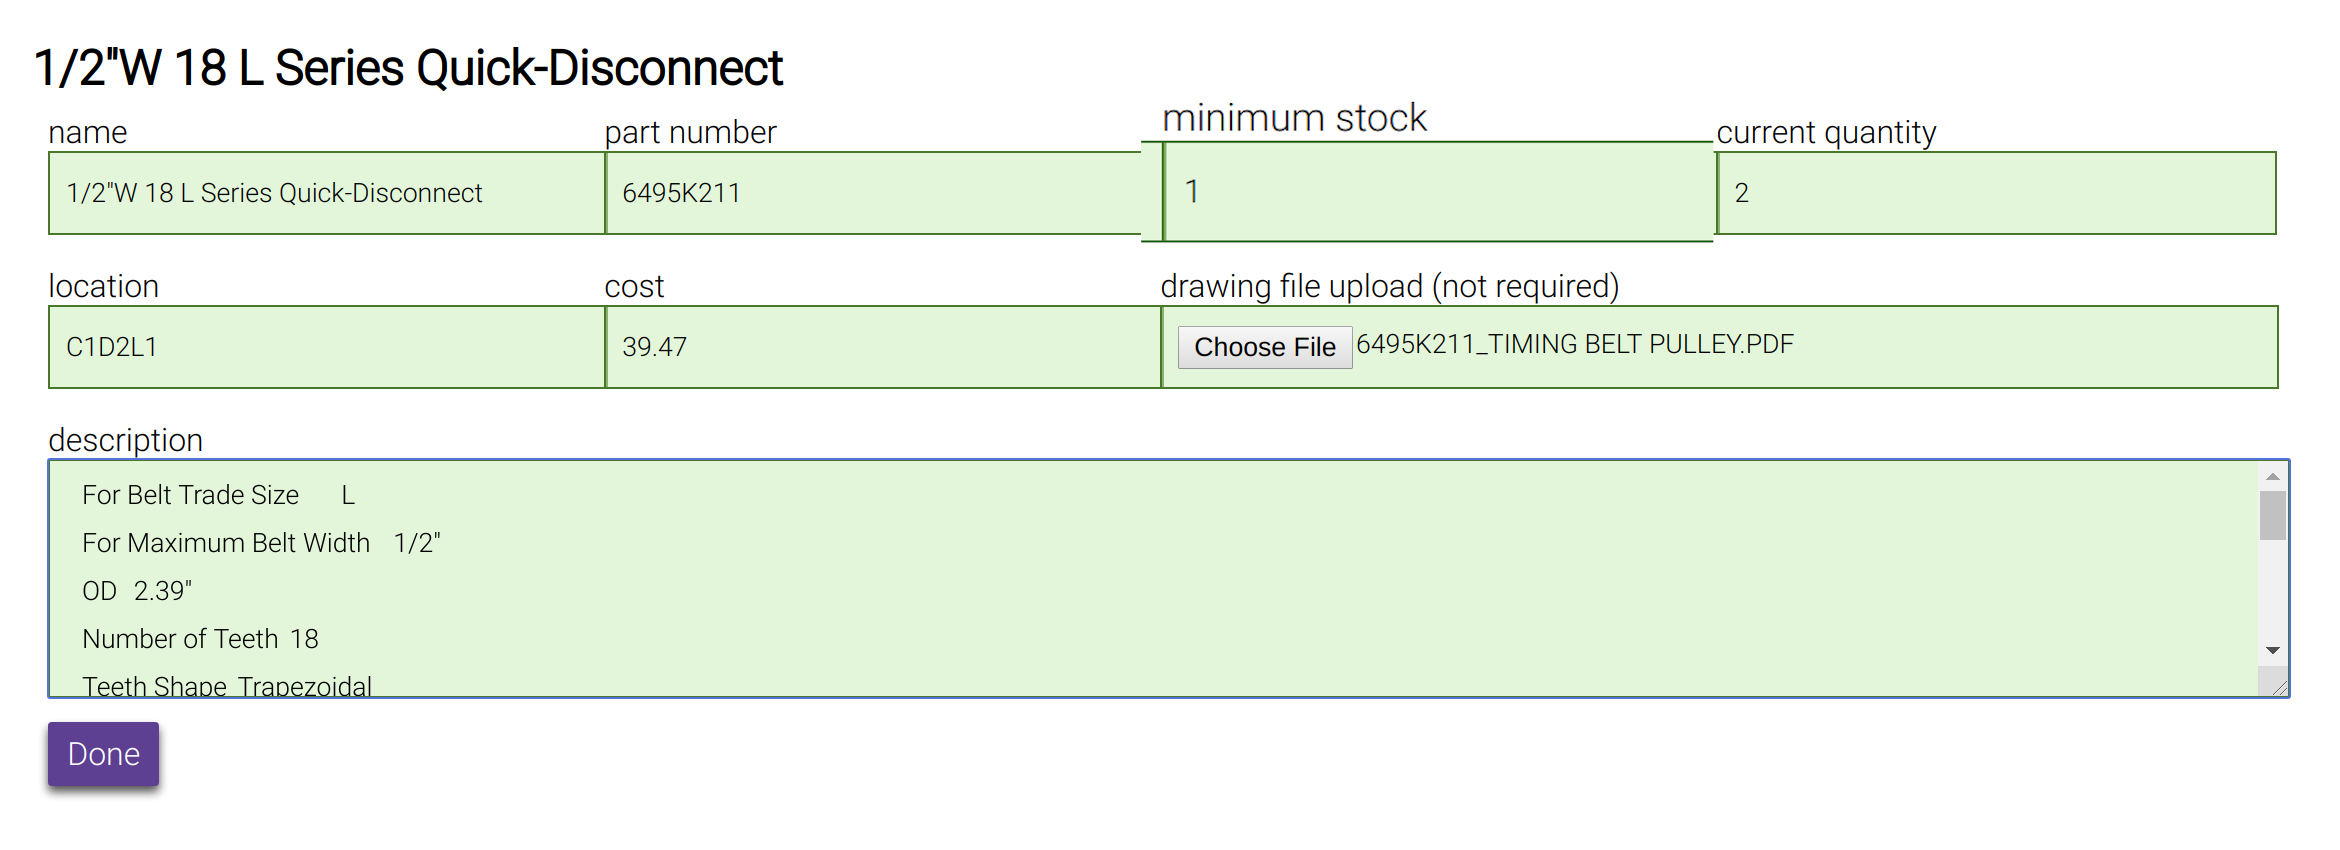 1/2"W 18 L Series Quick-Disconnect
name part number minimum stock current quantity
1/2"W 18 L Series Quick-Disconnect 6495K211 1 2
location cost drawing file upload (not required)
C1D2L1 39.47 Choose File 6495K211_TIMING BELT PULLEY.PDF
description
For Belt Trade Size L
For Maximum Belt Width 1/2"
OD 2.39"
Number of Teeth 18
Teeth Shape Trapezoidal
Done